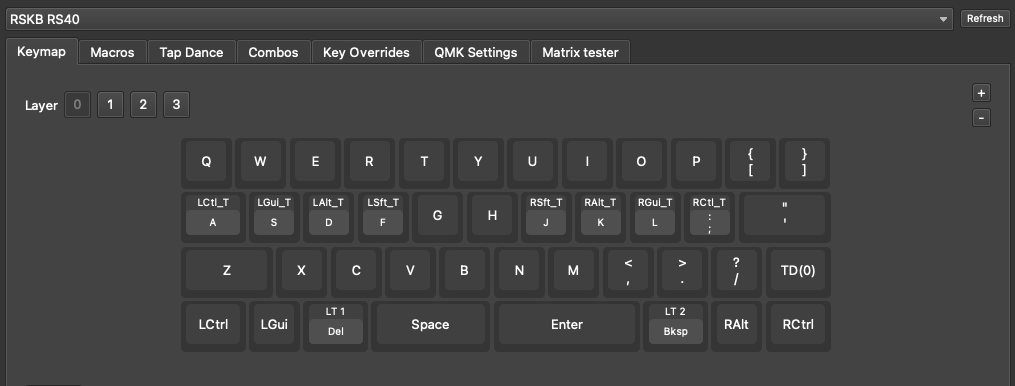 RSKB RS40 Refresh
Keymap Macros Tap Dance Combos Key Overrides QMK Settings Matrix tester
Layer 0 1 2 3 +
-
Q W E R T Y U I O P { }
[ ]
LCtl_T LGui_T LAlt_T LSft_T G H RSft_T RAlt_T RGui_T RCtl_T "
A S D F J K L : '
;
Z X C V B N M < > ? TD(0)
, . /
LCtrl LGui LT 1 Space Enter LT 2 RAlt RCtrl
Del Bksp